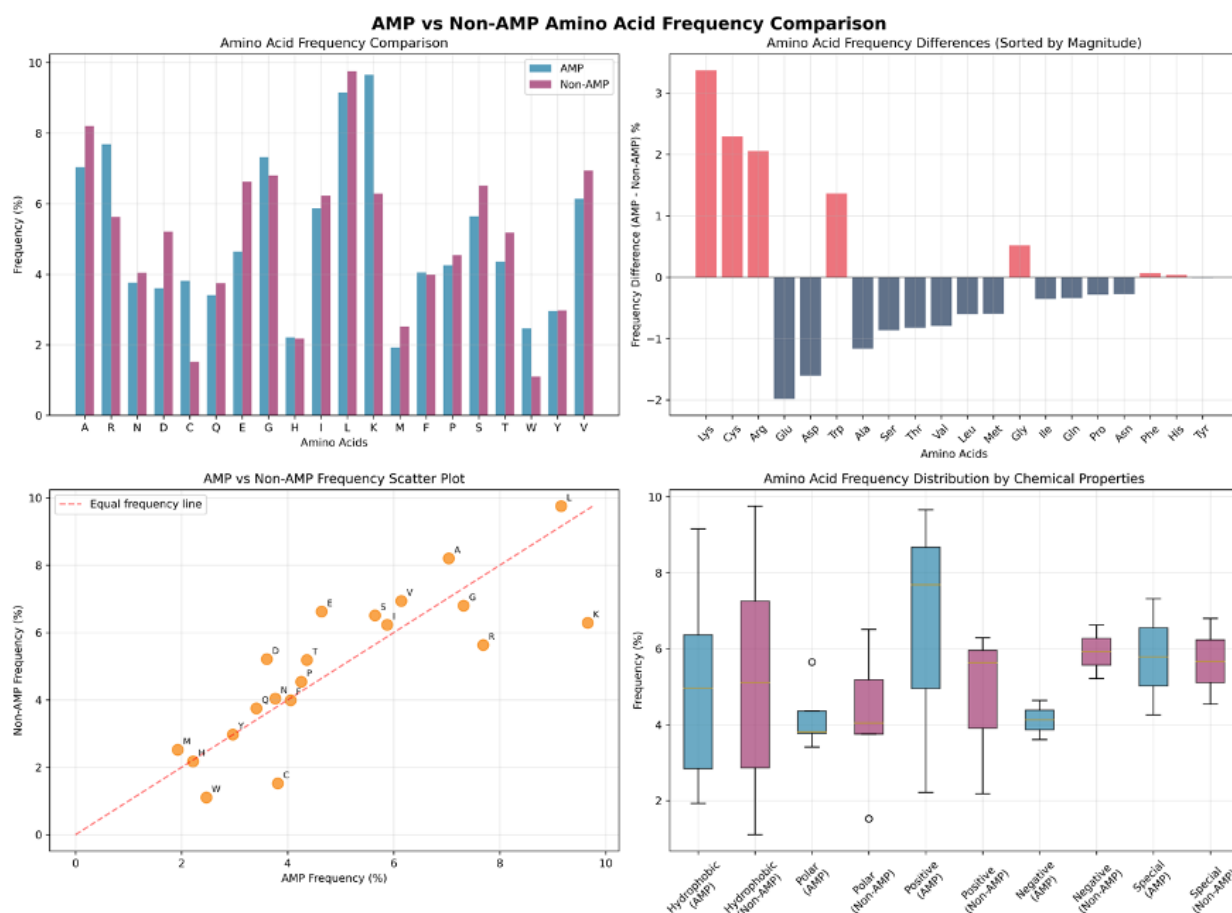 AMP vs Non-AMP Amino Acid Frequency Comparison
Amino Acid Frequency Comparison
AMP
Non-AMP
Frequency (%)
10
8
6
4
2
0
A R N D C Q E G H I L K M F P S T W Y V
Amino Acids
Amino Acid Frequency Differences (Sorted by Magnitude)
Frequency Difference (AMP - Non-AMP) %
3
2
1
0
−1
−2
Lys Cys Arg Glu Asp Trp Ala Ser Thr Val Leu Met Gly Ile Gln Pro Asn Phe His Tyr
Amino Acids
AMP vs Non-AMP Frequency Scatter Plot
Equal frequency line
Non-AMP Frequency (%)
10
8
6
4
2
0
L
A
V
E
S
G
I
K
R
D
T
P
N
F
Q
Y
M
H
C
W
0 2 4 6 8 10
AMP Frequency (%)
Amino Acid Frequency Distribution by Chemical Properties
Frequency (%)
10
8
6
4
2
Hydrophobic
(AMP)
Hydrophobic
(Non-AMP)
Polar
(AMP)
Polar
(Non-AMP)
Positive
(AMP)
Positive
(Non-AMP)
Negative
(AMP)
Negative
(Non-AMP)
Special
(AMP)
Special
(Non-AMP)